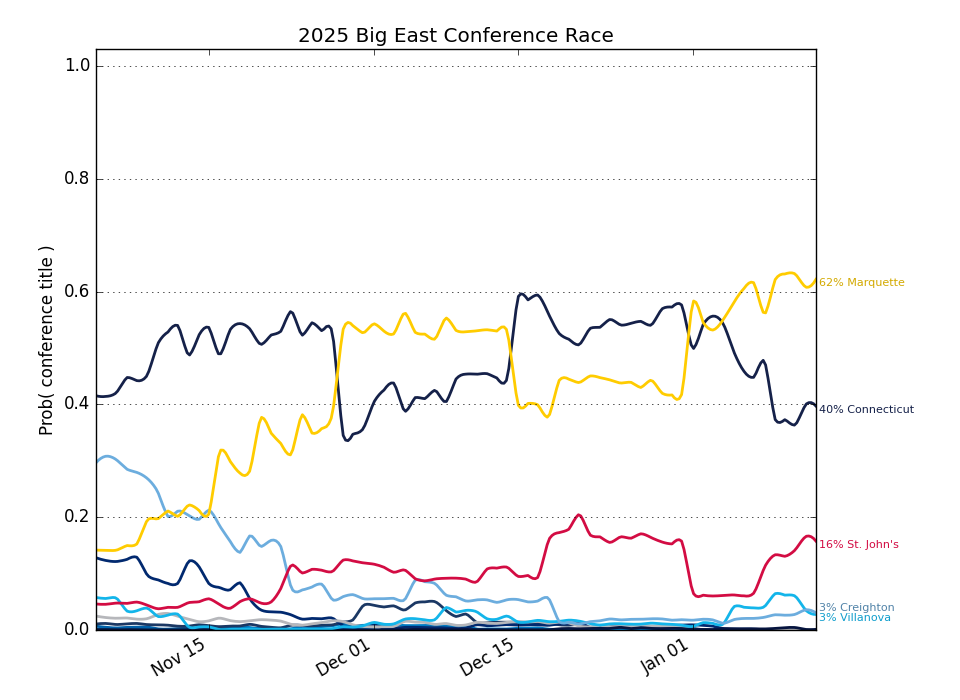 2025 Big East Conference Race
Prob( conference title )
1.0
0.8
0.6
0.4
0.2
0.0
Nov 15
Dec 01
Dec 15
Jan 01
62% Marquette
40% Connecticut
16% St. John's
3% Creighton
3% Villanova